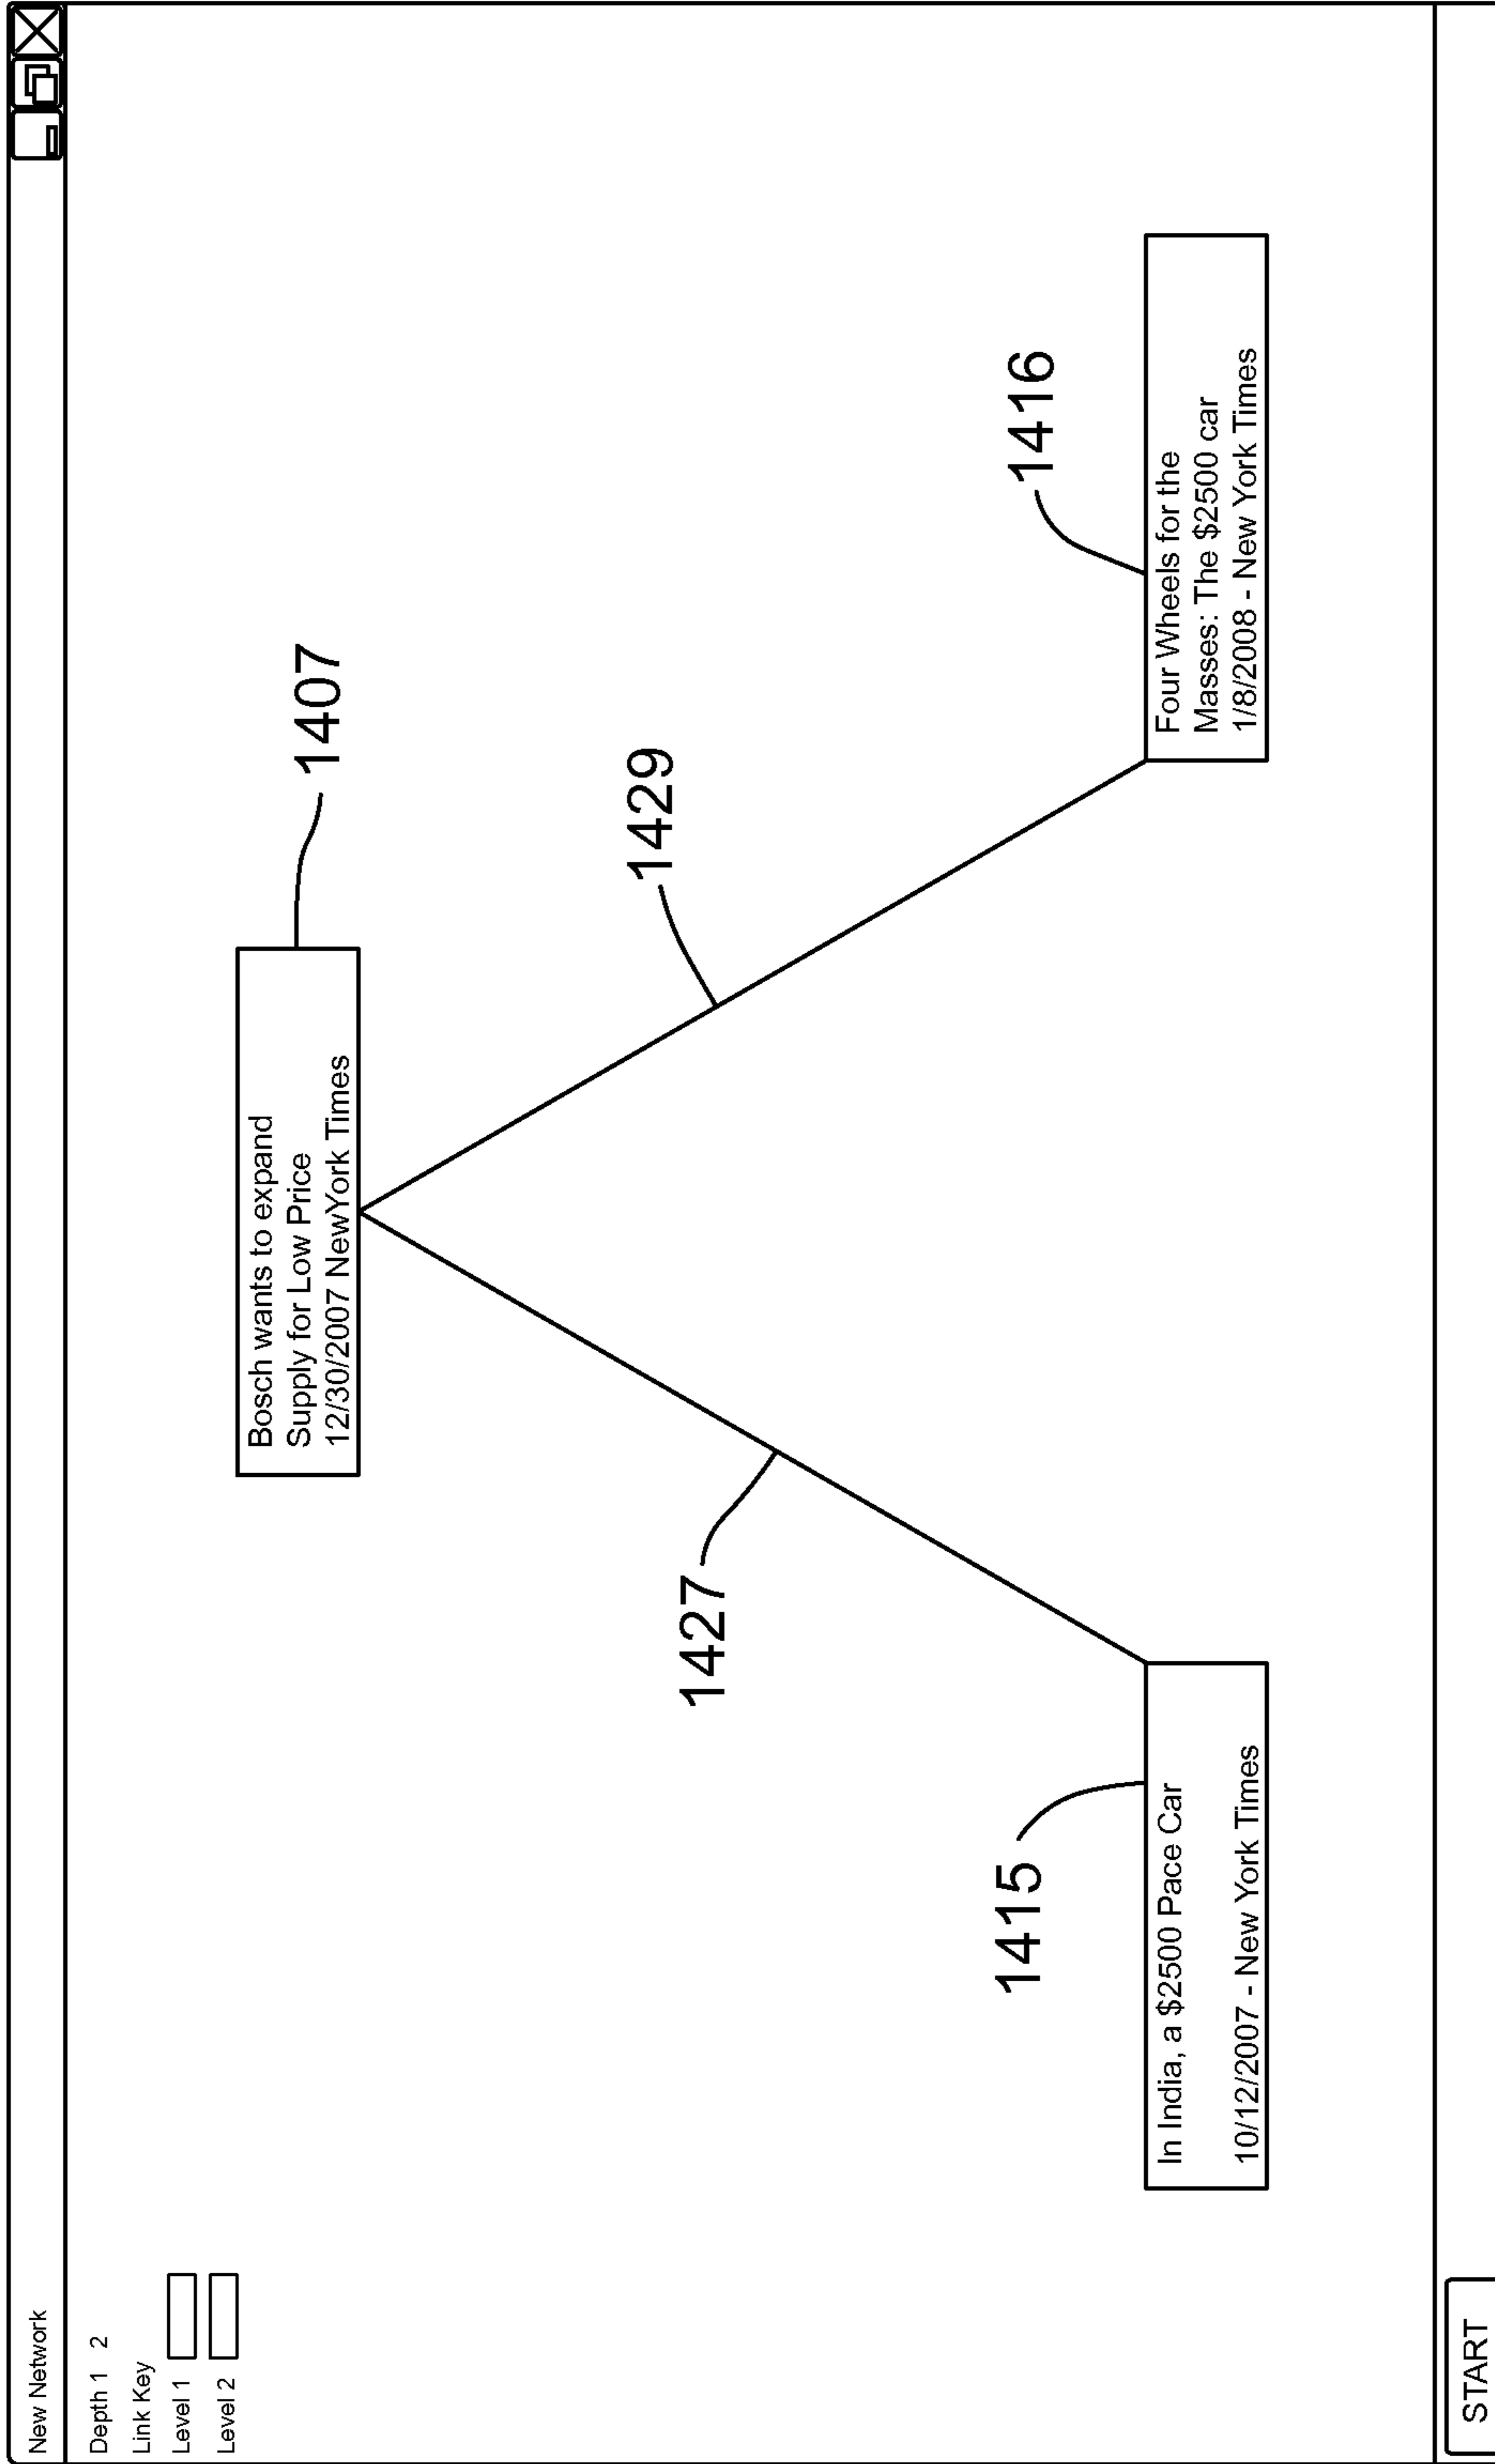 New Network
Depth 1 2
Link Key
Level 1
Level 2
Bosch wants to expand
Supply for Low Price
12/30/2007 NewYork Times
1407
1427
1429
1415
1416
In India, a $2500 Pace Car
10/12/2007 - New York Times
Four Wheels for the
Masses: The $2500 car
1/8/2008 - New York Times
START